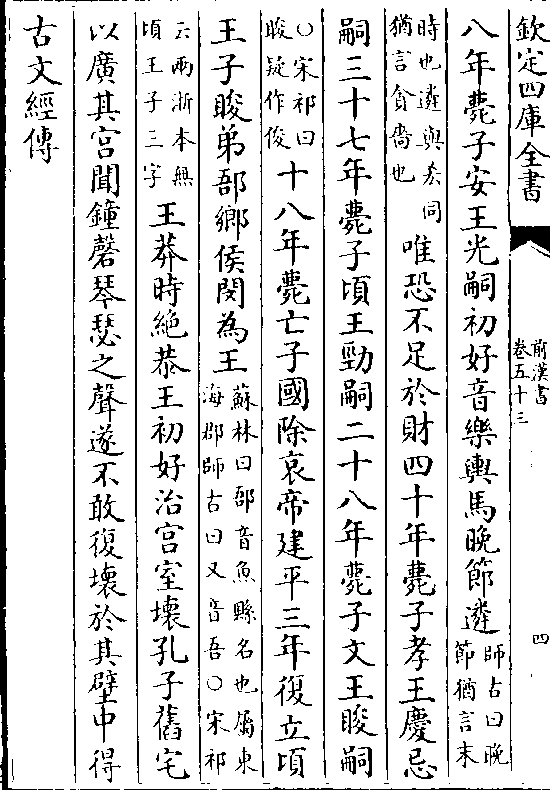 欽定四庫全書
前漢書
卷五十三
四
八年薨子安王光嗣初好音樂輿馬晚節遴
師古曰晚
節猶言末
時也遴與吝同
猶言貪嗇也
唯恐不足於財四十年薨子孝王慶忌
嗣三十七年薨子頃王勁嗣二十八年薨子文王睃嗣
○宋祁曰
睃疑作俊
十八年薨亡子國除哀帝建平三年復立頃
王子睃弟郚鄉侯閔為王
蘇林曰郚音魚縣名也屬東
海郡師古曰又音吾○宋祁
云兩浙本無
頃王子三字
王莽時絶恭王初好治宫室壞孔子舊宅
以廣其宫聞鐘磬琴瑟之聲遂不敢復壞於其壁中得
古文經傳